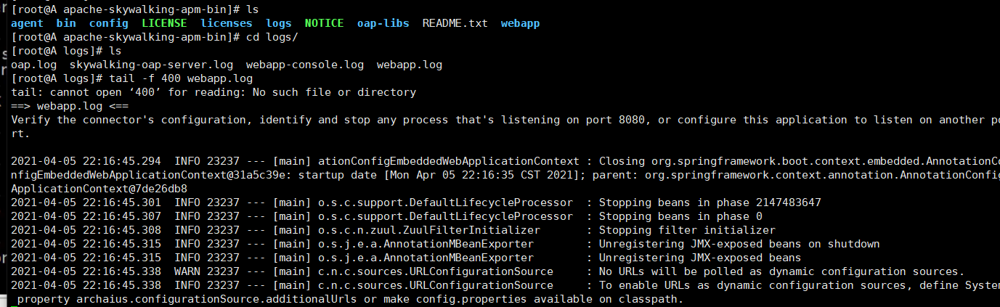 [root@A apache-skywalking-apm-bin]# ls
agent  bin  config  LICENSE  licenses  logs  NOTICE  oap-libs  README.txt  webapp
[root@A apache-skywalking-apm-bin]# cd logs/
[root@A logs]# ls
oap.log  skywalking-oap-server.log  webapp-console.log  webapp.log
[root@A logs]# tail -f 400 webapp.log
tail: cannot open ‘400’ for reading: No such file or directory
==> webapp.log <==
Verify the connector's configuration, identify and stop any process that's listening on port 8080, or configure this application to listen on another po
rt.
2021-04-05 22:16:45.294  INFO 23237 --- [main] ationConfigEmbeddedWebApplicationContext : Closing org.springframework.boot.context.embedded.AnnotationCo
nfigEmbeddedWebApplicationContext@31a5c39e: startup date [Mon Apr 05 22:16:35 CST 2021]; parent: org.springframework.context.annotation.AnnotationConfig
ApplicationContext@7de26db8
2021-04-05 22:16:45.301  INFO 23237 --- [main] o.s.c.support.DefaultLifecycleProcessor  : Stopping beans in phase 2147483647
2021-04-05 22:16:45.307  INFO 23237 --- [main] o.s.c.support.DefaultLifecycleProcessor  : Stopping beans in phase 0
2021-04-05 22:16:45.308  INFO 23237 --- [main] o.s.c.n.zuul.ZuulFilterInitializer       : Stopping filter initializer
2021-04-05 22:16:45.315  INFO 23237 --- [main] o.s.j.e.a.AnnotationMBeanExporter        : Unregistering JMX-exposed beans on shutdown
2021-04-05 22:16:45.315  INFO 23237 --- [main] o.s.j.e.a.AnnotationMBeanExporter        : Unregistering JMX-exposed beans
2021-04-05 22:16:45.338  WARN 23237 --- [main] c.n.c.sources.URLConfigurationSource     : No URLs will be polled as dynamic configuration sources.
2021-04-05 22:16:45.338  INFO 23237 --- [main] c.n.c.sources.URLConfigurationSource     : To enable URLs as dynamic configuration sources, define System
 property archaius.configurationSource.additionalUrls or make config.properties available on classpath.